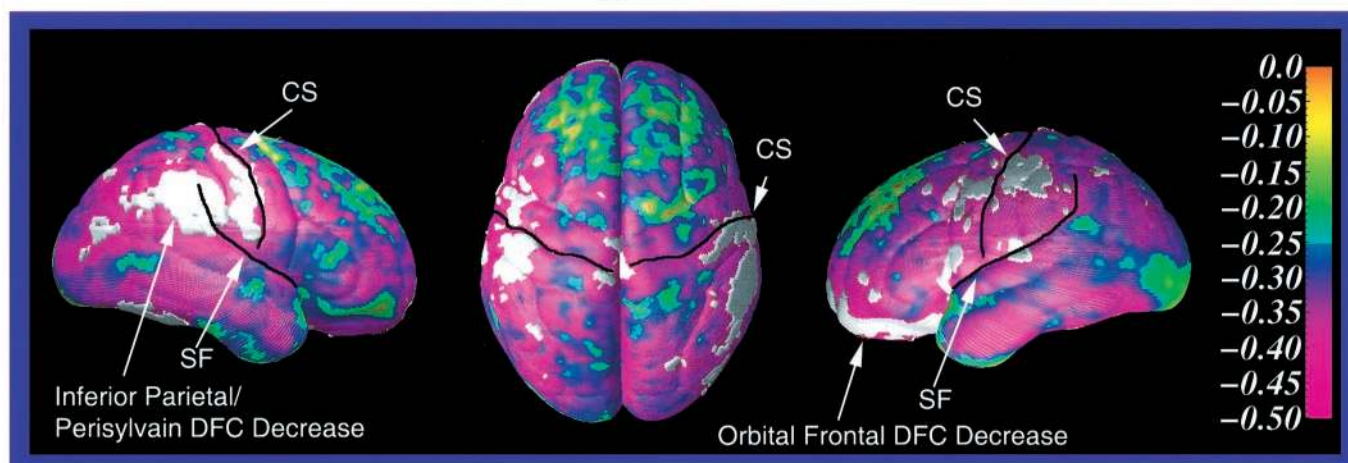 CS
SF
Inferior Parietal/
Perisylvain DFC Decrease
CS
CS
SF
Orbital Frontal DFC Decrease
0.0
-0.05
-0.10
-0.15
-0.20
-0.25
-0.30
-0.35
-0.40
-0.45
-0.50